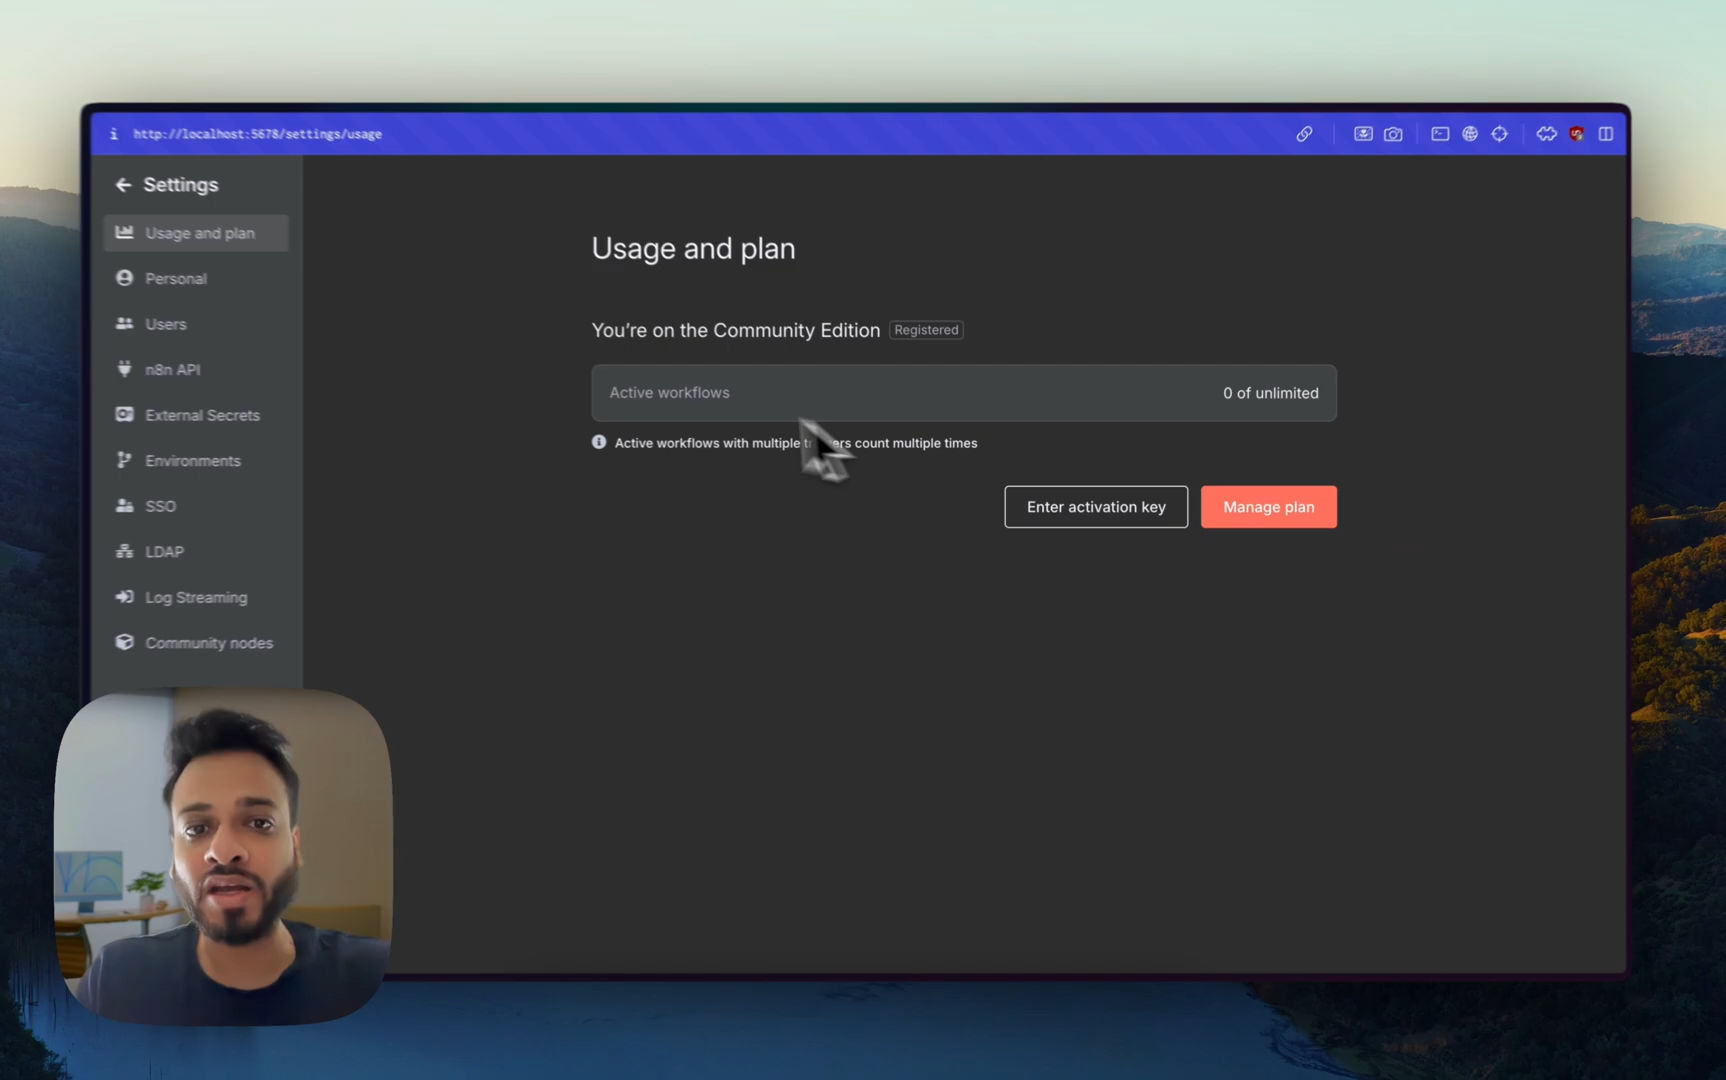 http://localhost:5678/settings/usage
Settings
Usage and plan
Personal
Users
n8n API
External Secrets
Environments
SSO
LDAP
Log Streaming
Community nodes
Usage and plan
You're on the Community Edition Registered
Active workflows 0 of unlimited
Active workflows with multiple count multiple times
Enter activation key Manage plan